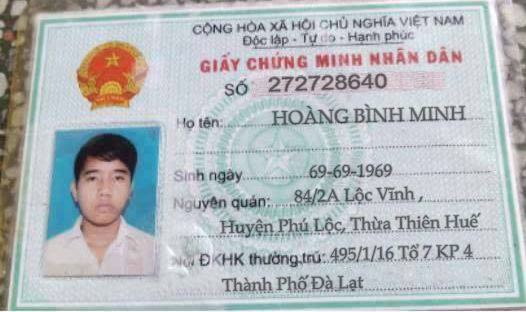 CỘNG HÒA XÃ HỘI CHỦ NGHĨA VIỆT NAM
Độc lập - Tự do - Hạnh phúc
GIẤY CHỨNG MINH NHÂN DÂN
SỐ 272728640
Họ tên: HOÀNG BÌNH MINH
Sinh ngày 69-69-1969
Nguyên quán: 84/2A Lộc Vĩnh,
Huyện Phú Lộc, Thừa Thiên Huế
Nơi ĐKHK thường trú: 495/1/16 Tổ 7 KP 4
Thành Phố Đà Lạt